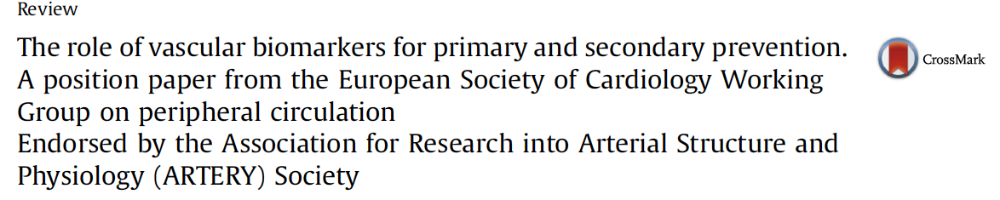 Review
The role of vascular biomarkers for primary and secondary prevention.
CrossMark
A position paper from the European Society of Cardiology Working
Group on peripheral circulation
Endorsed by the Association for Research into Arterial Structure and
Physiology (ARTERY) Society